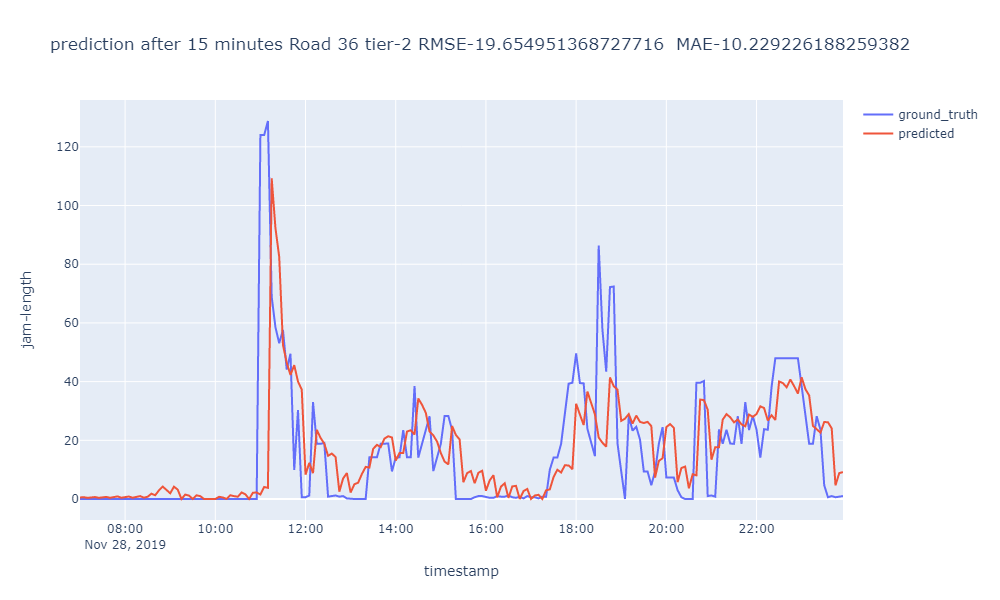 prediction after 15 minutes Road 36 tier-2 RMSE-19.654951368727716  MAE-10.229226188259382
ground_truth
predicted
120
100
80
60
40
20
0
jam-length
08:00 10:00 12:00 14:00 16:00 18:00 20:00 22:00
Nov 28, 2019
timestamp